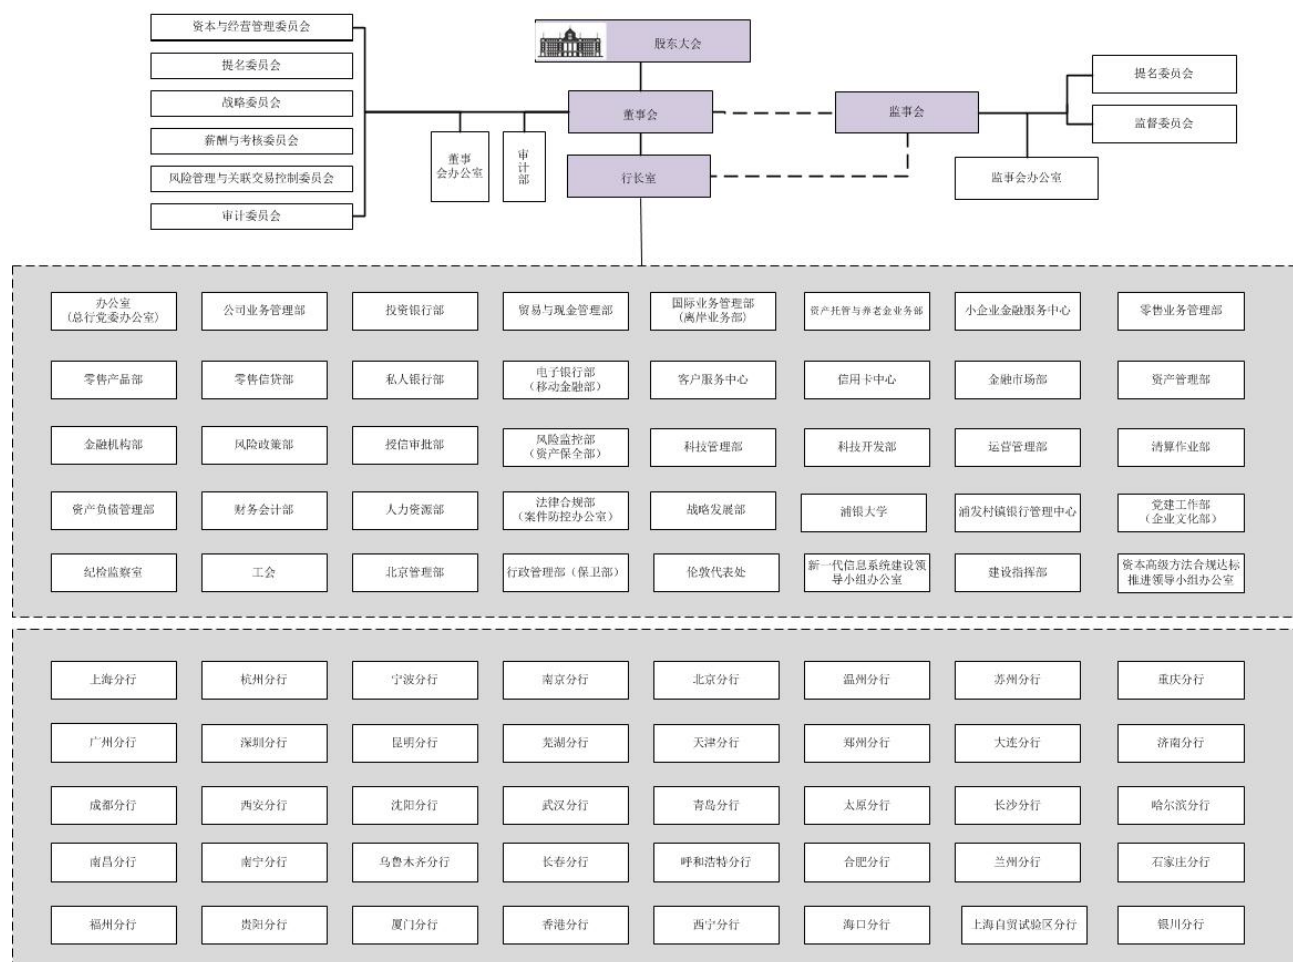 资本与经营管理委员会
提名委员会
战略委员会
薪酬与考核委员会
风险管理与关联交易控制委员会
审计委员会
股东大会
董事会
行长室
董事
会办公室
审计部
监事会
提名委员会
监督委员会
监事会办公室
办公室
(总行党委办公室)
公司业务管理部
投资银行部
贸易与现金管理部
国际业务管理部
(离岸业务部)
资产托管与养老金业务部
小企业金融服务中心
零售业务管理部
零售产品部
零售信贷部
私人银行部
电子银行部
（移动金融部）
客户服务中心
信用卡中心
金融市场部
资产管理部
金融机构部
风险政策部
授信审批部
风险监控部
（资产保全部）
科技管理部
科技开发部
运营管理部
清算作业部
资产负债管理部
财务会计部
人力资源部
法律合规部
（案件防控办公室）
战略发展部
浦银大学
浦发村镇银行管理中心
党建工作部
（企业文化部）
纪检监察室
工会
北京管理部
行政管理部（保卫部）
伦敦代表处
新一代信息系统建设领
导小组办公室
建设指挥部
资本高级方法合规达标
推进领导小组办公室
上海分行
杭州分行
宁波分行
南京分行
北京分行
温州分行
苏州分行
重庆分行
广州分行
深圳分行
昆明分行
芜湖分行
天津分行
郑州分行
大连分行
济南分行
成都分行
西安分行
沈阳分行
武汉分行
青岛分行
太原分行
长沙分行
哈尔滨分行
南昌分行
南宁分行
乌鲁木齐分行
长春分行
呼和浩特分行
合肥分行
兰州分行
石家庄分行
福州分行
贵阳分行
厦门分行
香港分行
西宁分行
海口分行
上海自贸试验区分行
银川分行